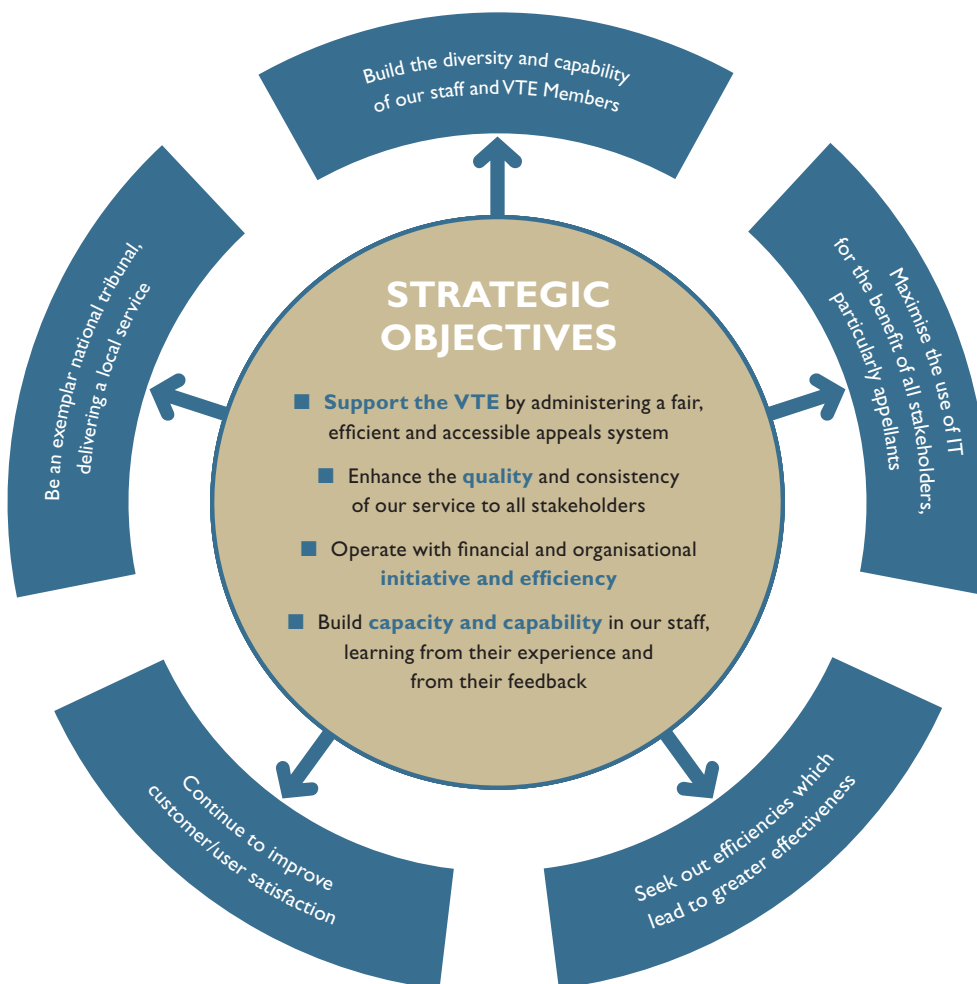 Build the diversity and capability
of our staff and VTE Members
Maximise the use of IT
for the benefit of all stakeholders,
particularly appellants
Seek out efficiencies which
lead to greater effectiveness
Continue to improve
customer/user satisfaction
Be an exemplar national tribunal,
delivering a local service
STRATEGIC
OBJECTIVES
■ Support the VTE by administering a fair,
efficient and accessible appeals system
■ Enhance the quality and consistency
of our service to all stakeholders
■ Operate with financial and organisational
initiative and efficiency
■ Build capacity and capability in our staff,
learning from their experience and
from their feedback